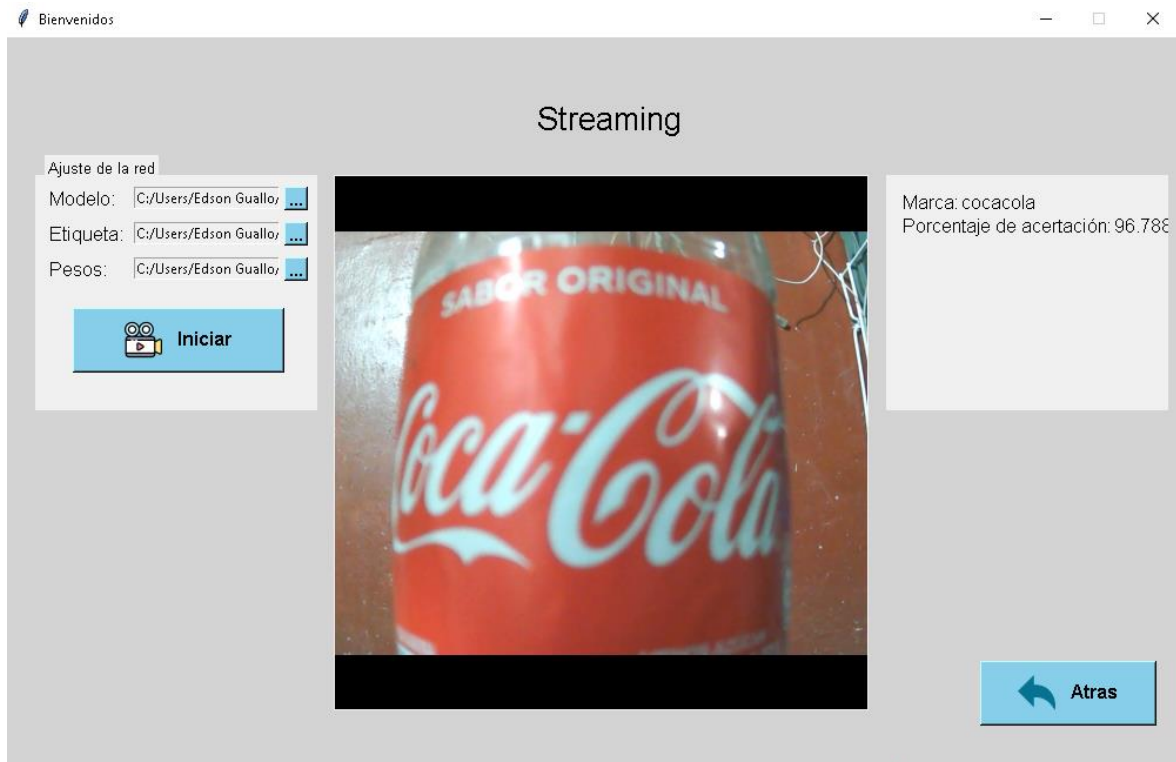 Bienvenidos
Streaming
Ajuste de la red
Modelo: C:/Users/Edson Guallo/ ...
Etiqueta: C:/Users/Edson Guallo/ ...
Pesos: C:/Users/Edson Guallo/ ...
Iniciar
SABOR ORIGINAL
Coca-Cola
Marca: cocacola
Porcentaje de acertación: 96.788
Atras